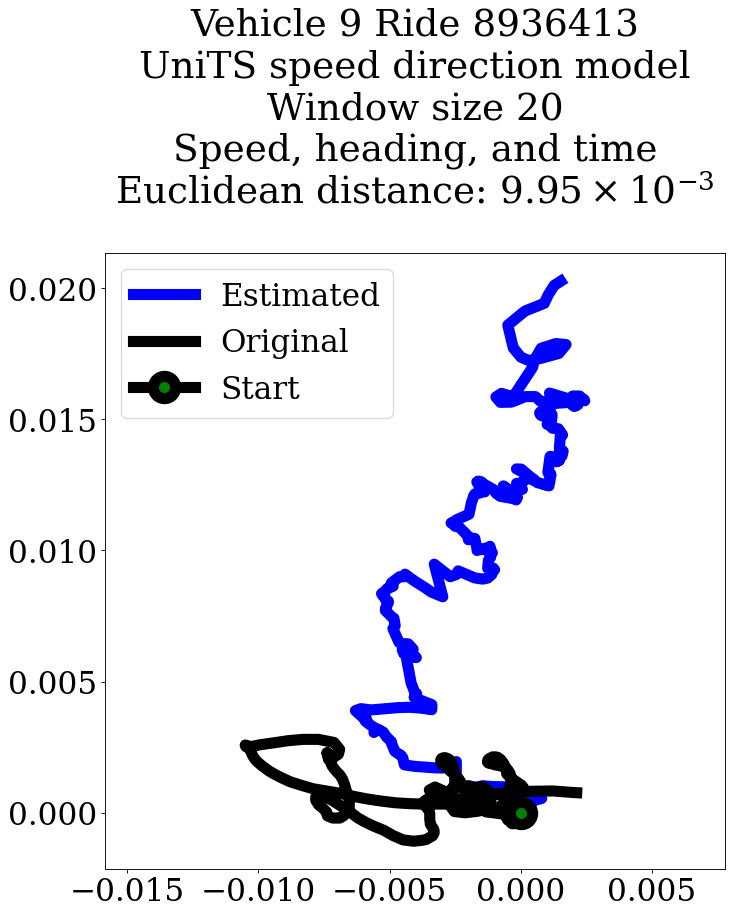 Vehicle 9 Ride 8936413
UniTS speed direction model
Window size 20
Speed, heading, and time
Euclidean distance: 9.95 × 10⁻³
Estimated
Original
Start
0.020
0.015
0.010
0.005
0.000
−0.015 −0.010 −0.005 0.000 0.005